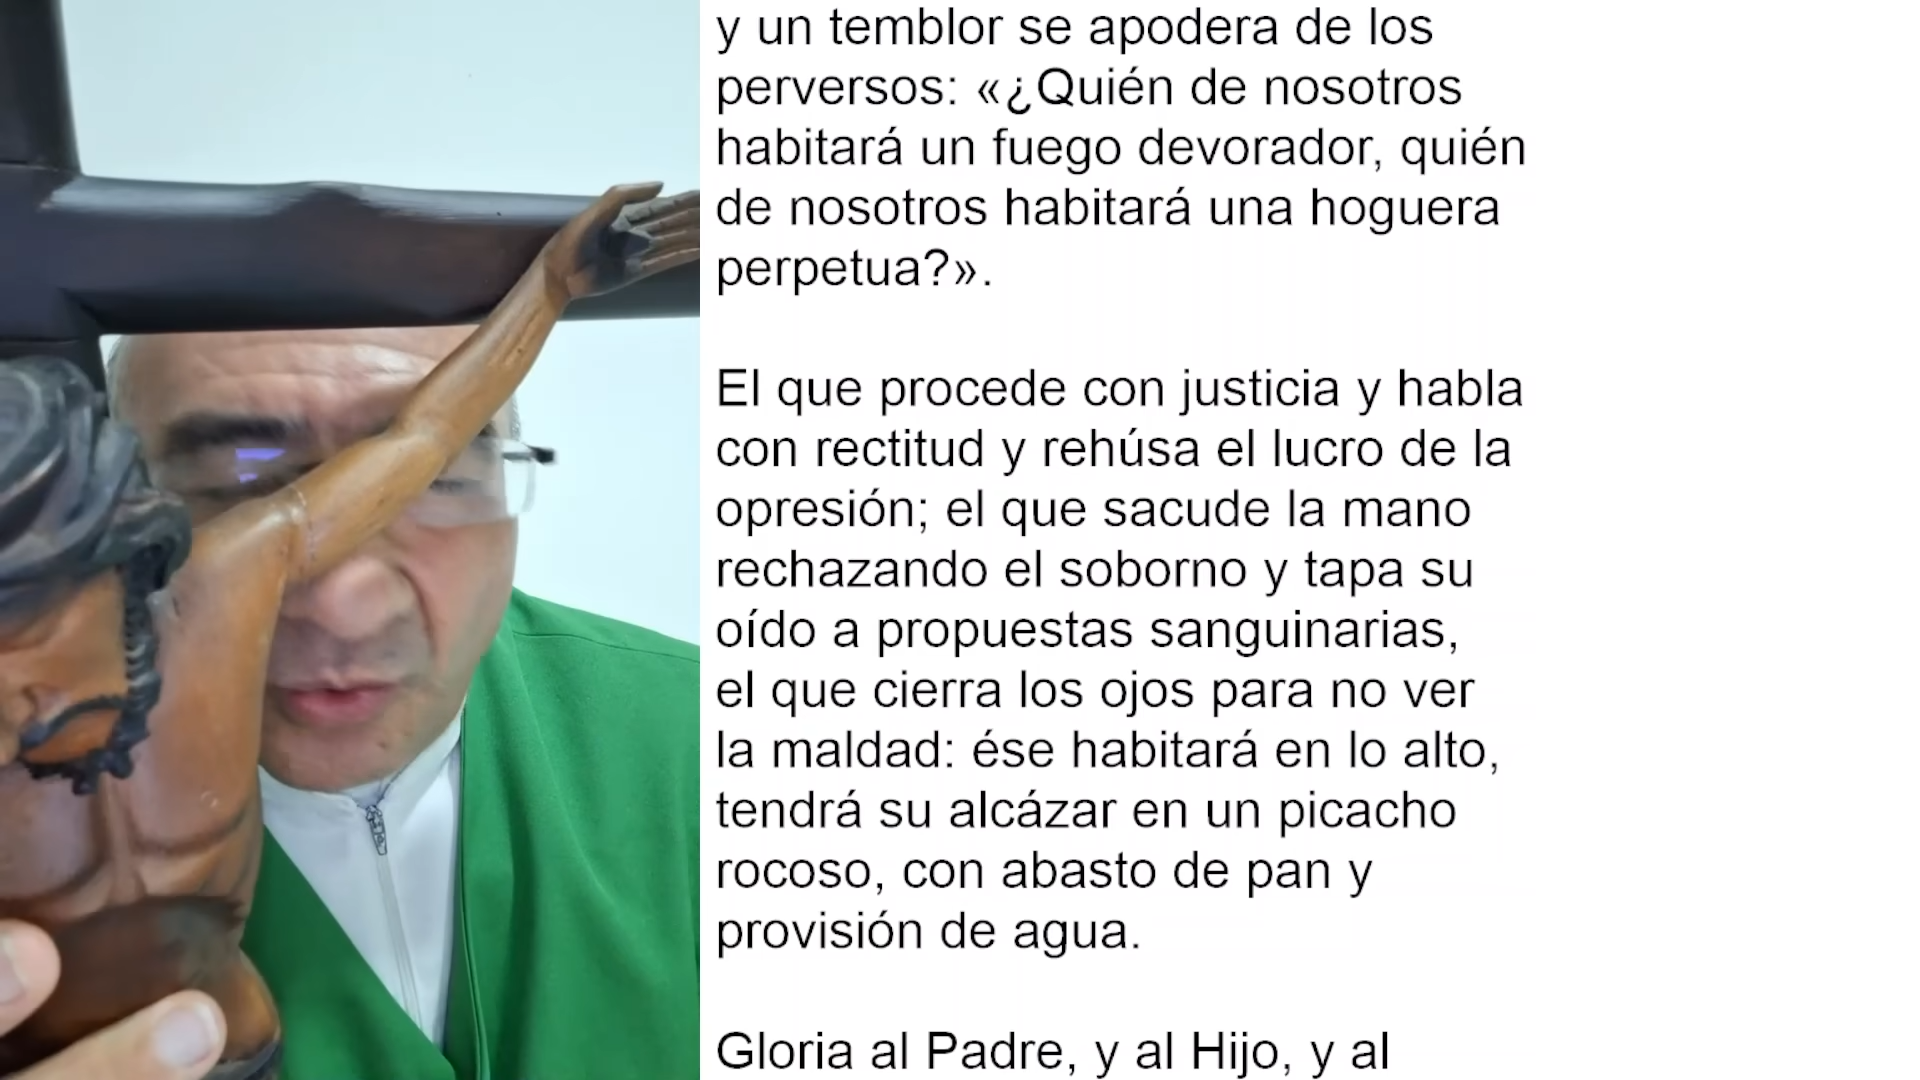 y un temblor se apodera de los
perversos: «¿Quién de nosotros
habitará un fuego devorador, quién
de nosotros habitará una hoguera
perpetua?».
El que procede con justicia y habla
con rectitud y rehúsa el lucro de la
opresión; el que sacude la mano
rechazando el soborno y tapa su
oído a propuestas sanguinarias,
el que cierra los ojos para no ver
la maldad: ése habitará en lo alto,
tendrá su alcázar en un picacho
rocoso, con abasto de pan y
provisión de agua.
Gloria al Padre, y al Hijo, y al